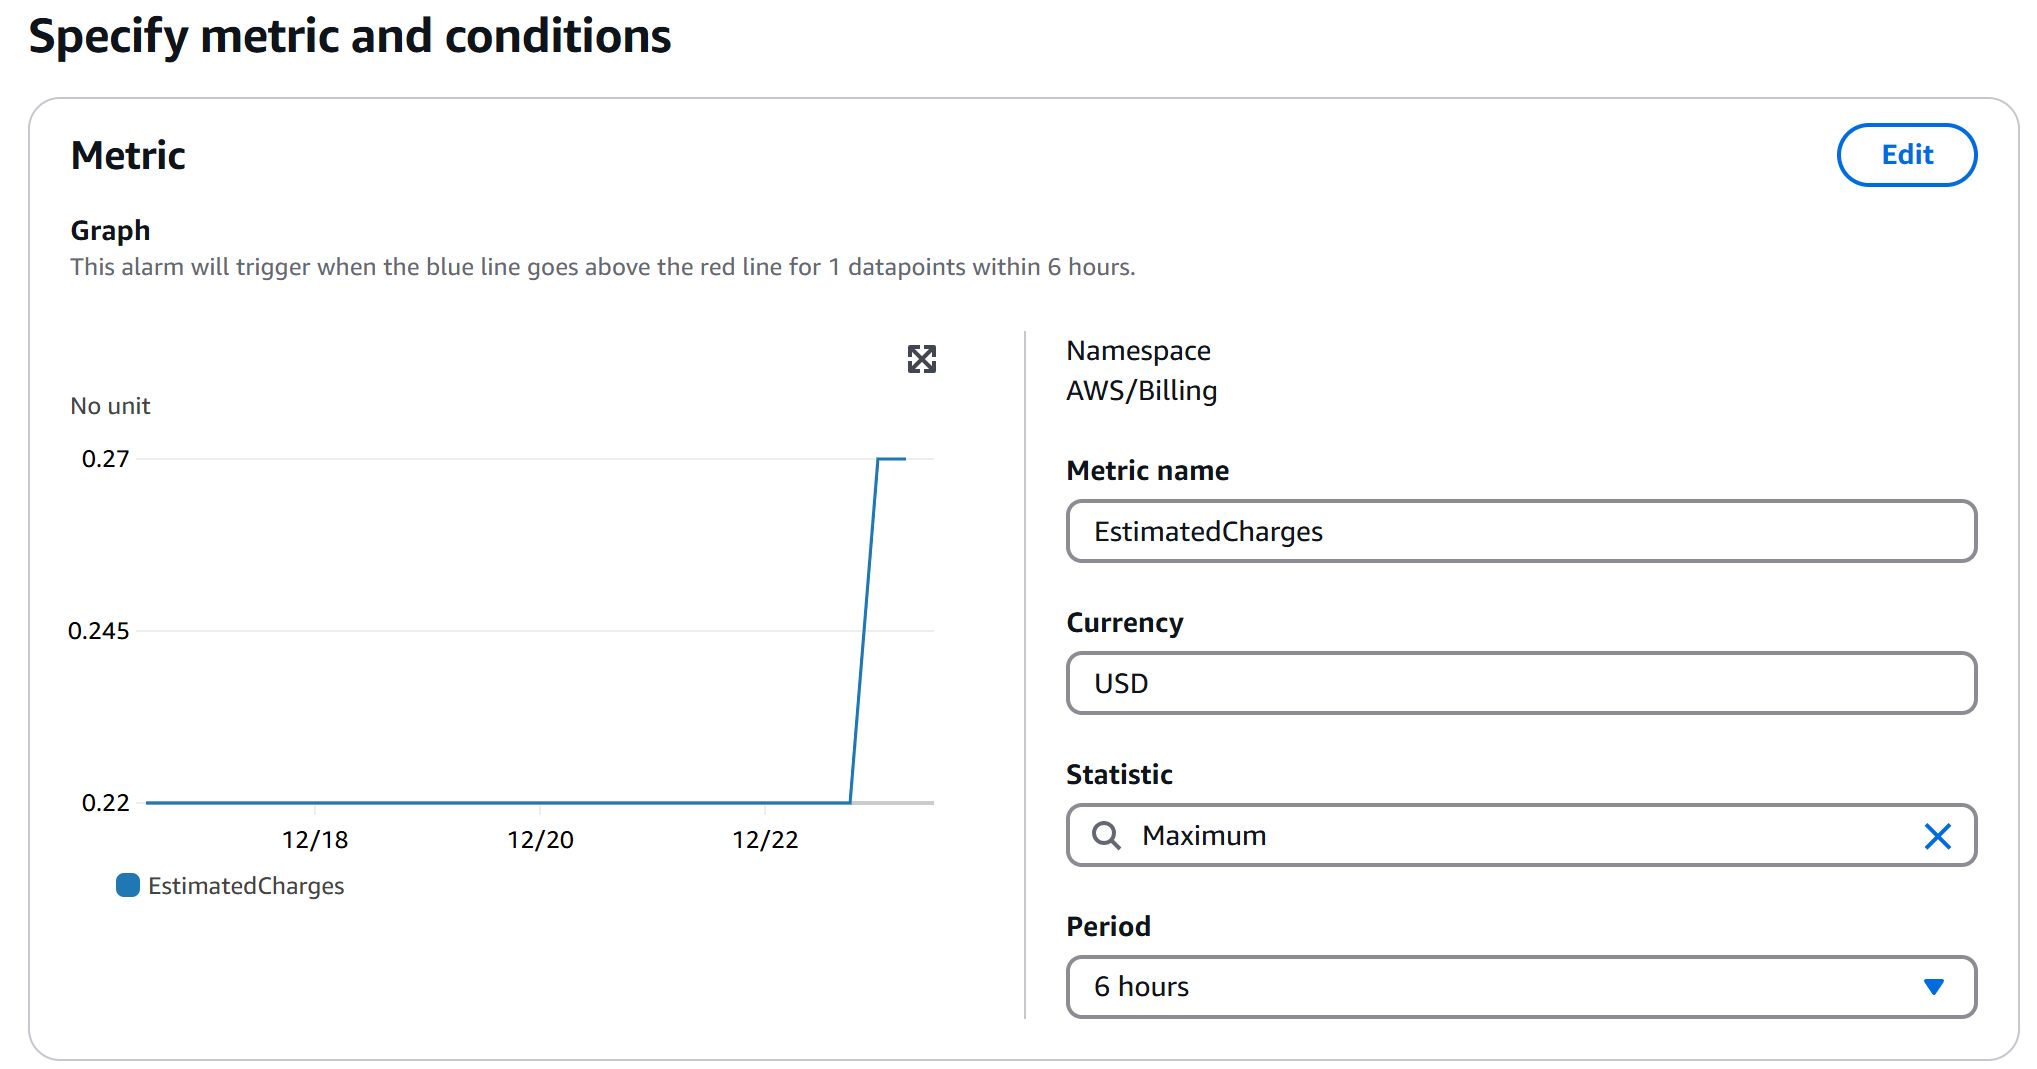 Specify metric and conditions
Metric
Edit
Graph
This alarm will trigger when the blue line goes above the red line for 1 datapoints within 6 hours.
No unit
0.27
0.245
0.22
12/18
12/20
12/22
EstimatedCharges
Namespace
AWS/Billing
Metric name
EstimatedCharges
Currency
USD
Statistic
Maximum
Period
6 hours